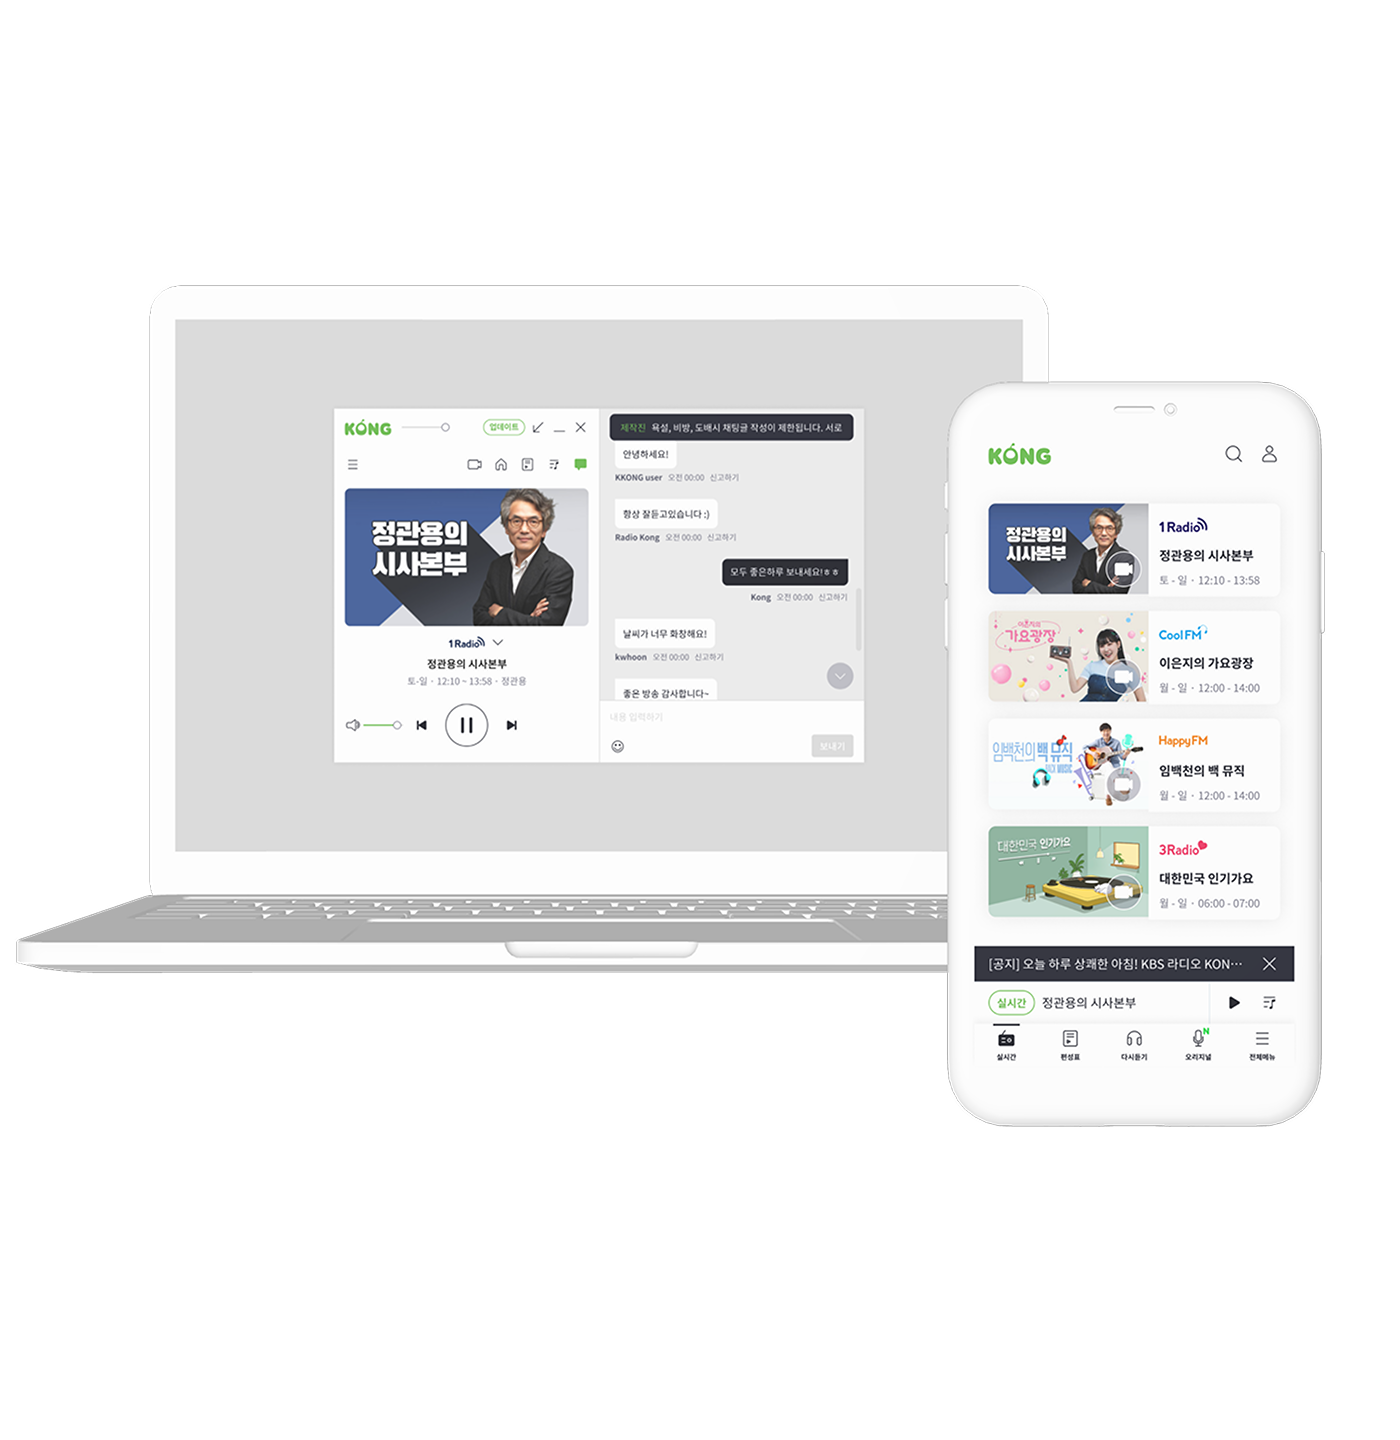 KONG
업데이트
정관용의
시사본부
1Radio
정관용의 시사본부
토-일 · 12:10 ~ 13:58 · 정관용
제작진 욕설, 비방, 도배시 채팅글 작성이 제한됩니다. 서로
안녕하세요!
KKONG user 오전 00:00 신고하기
항상 잘듣고있습니다 :)
Radio Kong 오전 00:00 신고하기
모두 좋은하루 보내세요!ㅎㅎ
Kong 오전 00:00 신고하기
날씨가 너무 화창해요!
kwhoon 오전 00:00 신고하기
좋은 방송 감사합니다~
내용 입력하기
보내기
KONG
정관용의
시사본부
1Radio
정관용의 시사본부
토 - 일 · 12:10 - 13:58
이은지의
가요광장
CoolFM
이은지의 가요광장
월 - 일 · 12:00 - 14:00
임백천의 백 뮤직
BACK MUSIC
HappyFM
임백천의 백 뮤직
월 - 일 · 12:00 - 14:00
대한민국 인기가요
3Radio
대한민국 인기가요
월 - 일 · 06:00 - 07:00
[공지] 오늘 하루 상쾌한 아침! KBS 라디오 KON···
실시간 정관용의 시사본부
N
실시간 편성표 다시듣기 오리지널 전체메뉴